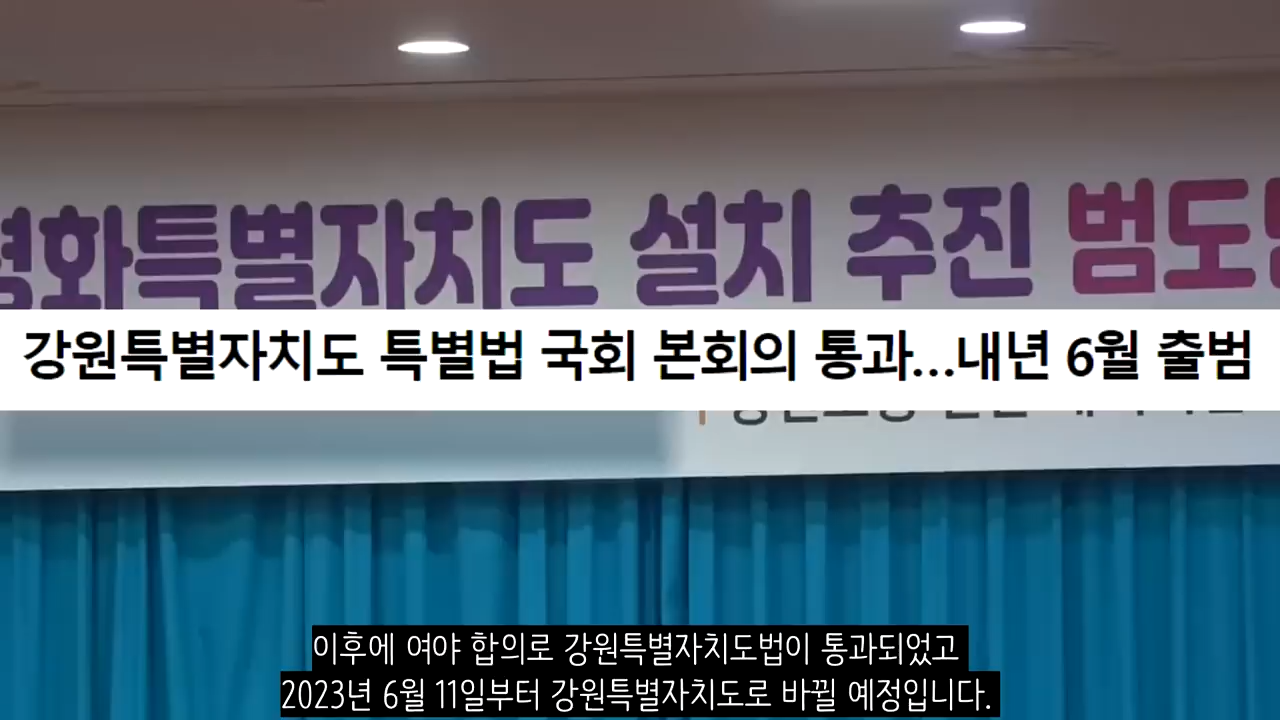 평화특별자치도 설치 추진 범도민
강원특별자치도 특별법 국회 본회의 통과...내년 6월 출범
이후에 여야 합의로 강원특별자치도법이 통과되었고
2023년 6월 11일부터 강원특별자치도로 바뀔 예정입니다.